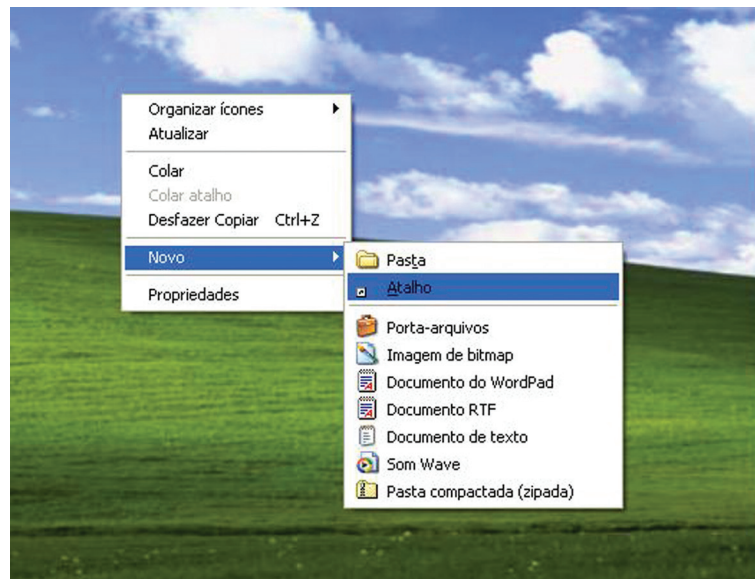 Organizar ícones
Atualizar
Colar
Colar atalho
Desfazer Copiar Ctrl+Z
Novo
Propriedades
Pasta
Atalho
Porta-arquivos
Imagem de bitmap
Documento do WordPad
Documento RTF
Documento de texto
Som Wave
Pasta compactada (zipada)